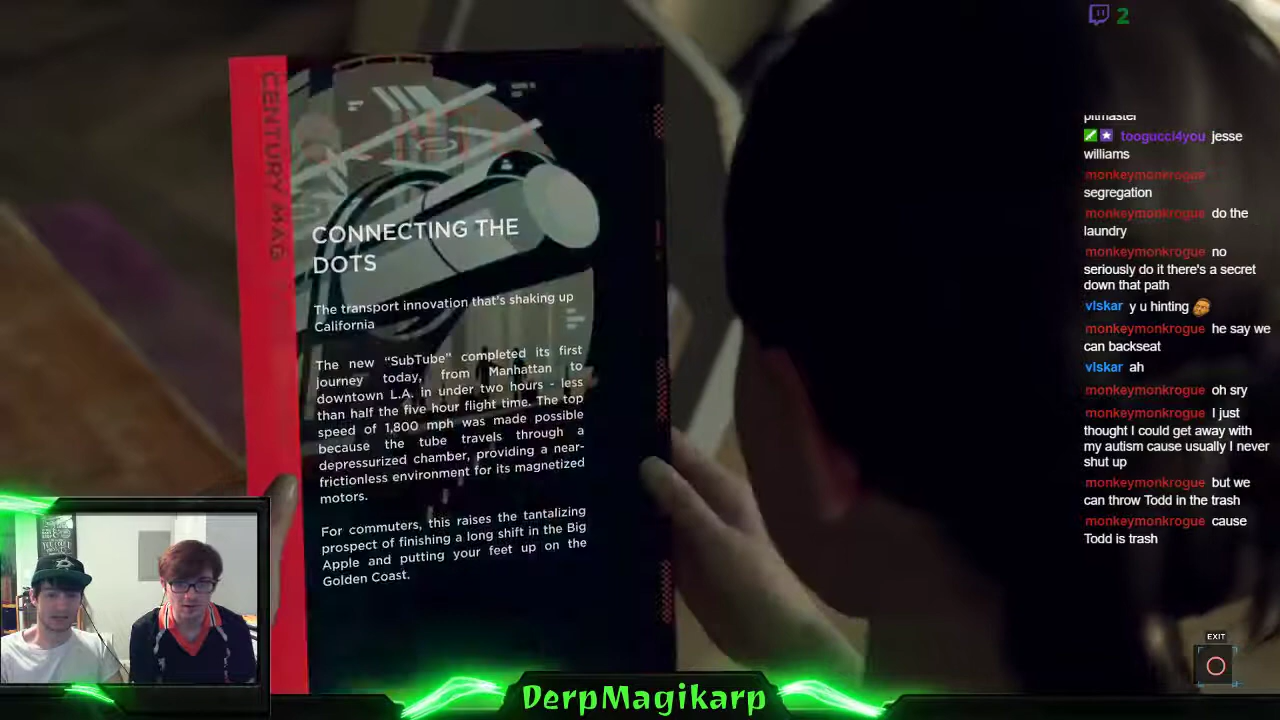 2
CENTURY MAG
CONNECTING THE
DOTS
The transport innovation that's shaking up
California
The new "SubTube" completed its first
journey today, from Manhattan to
downtown L.A. in under two hours - less
than half the five hour flight time. The top
speed of 1,800 mph was made possible
because the tube travels through a
depressurized chamber, providing a near-
frictionless environment for its magnetized
motors.
For commuters, this raises the tantalizing
prospect of finishing a long shift in the Big
Apple and putting your feet up on the
Golden Coast.
pitmaster
toogucci4you jesse
williams
monkeymonkrogue
segregation
monkeymonkrogue do the
laundry
monkeymonkrogue no
seriously do it there's a secret
down that path
vlskar y u hinting
monkeymonkrogue he say we
can backseat
vlskar ah
monkeymonkrogue oh sry
monkeymonkrogue I just
thought I could get away with
my autism cause usually I never
shut up
monkeymonkrogue but we
can throw Todd in the trash
monkeymonkrogue cause
Todd is trash
EXIT
DerpMagikarp